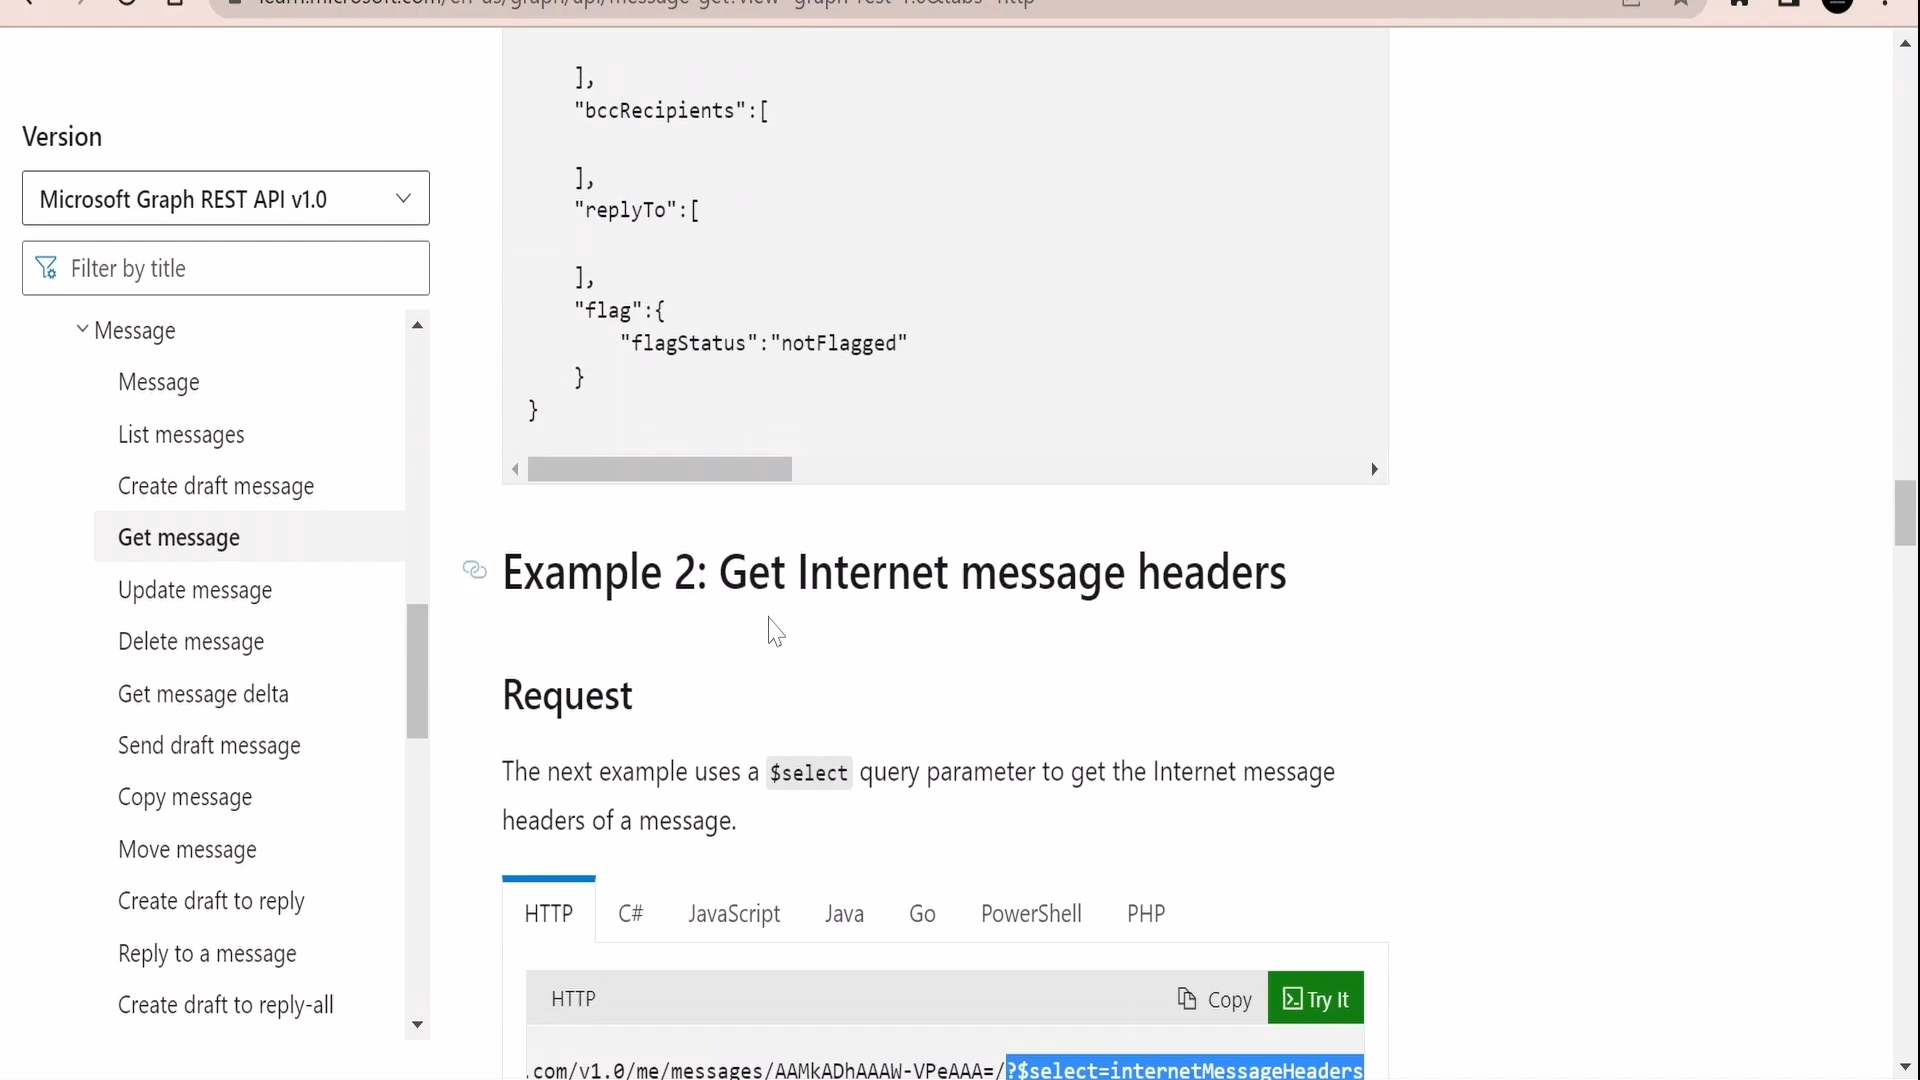 Version
Microsoft Graph REST API v1.0
Filter by title
Message
Message
List messages
Create draft message
Get message
Update message
Delete message
Get message delta
Send draft message
Copy message
Move message
Create draft to reply
Reply to a message
Create draft to reply-all
],
"bccRecipients":[
],
"replyTo":[
],
"flag":{
"flagStatus":"notFlagged"
}
}
Example 2: Get Internet message headers
Request
The next example uses a $select query parameter to get the Internet message
headers of a message.
HTTP C# JavaScript Java Go PowerShell PHP
HTTP Copy Try It
.com/v1.0/me/messages/AAMkADhAAAW-VPeAAA=/?$select=internetMessageHeaders